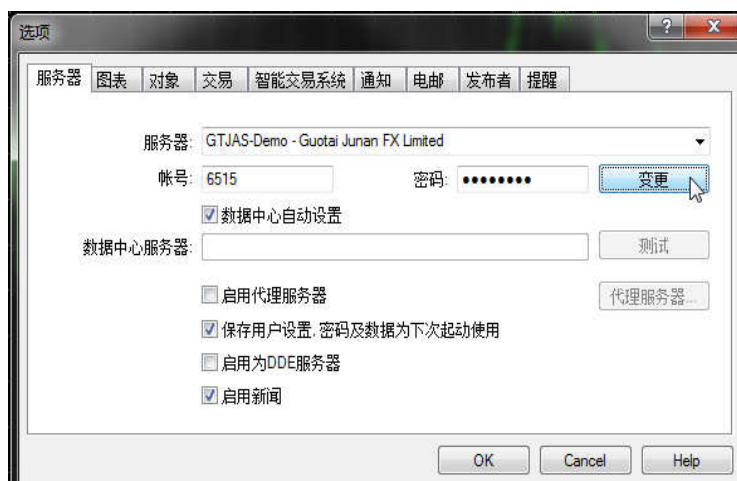 选项
服务器 图表 对象 交易 智能交易系统 通知 电邮 发布者 提醒
服务器: GTJAS-Demo - Guotai Junan FX Limited
帐号: 6515 密码: ●●●●●●●● 变更
数据中心自动设置
数据中心服务器: 测试
启用代理服务器 代理服务器...
保存用户设置, 密码及数据为下次起动使用
启用为DDE服务器
启用新闻
OK Cancel Help